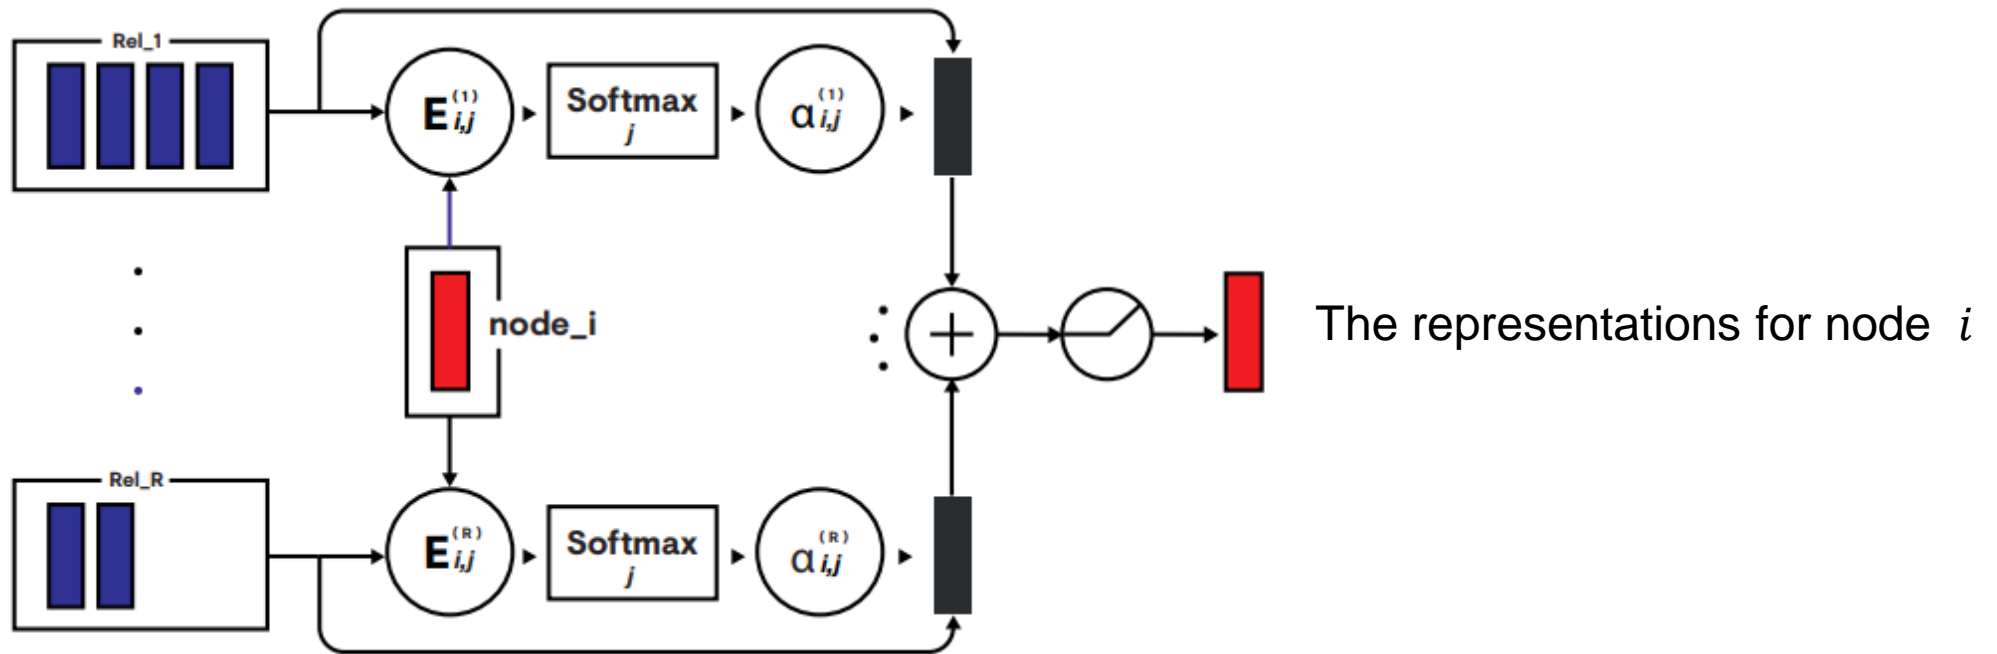 Rel_1
E i,j (1)
Softmax
j
α i,j (1)
node_i
The representations for node i
Rel_R
E i,j (R)
Softmax
j
α i,j (R)